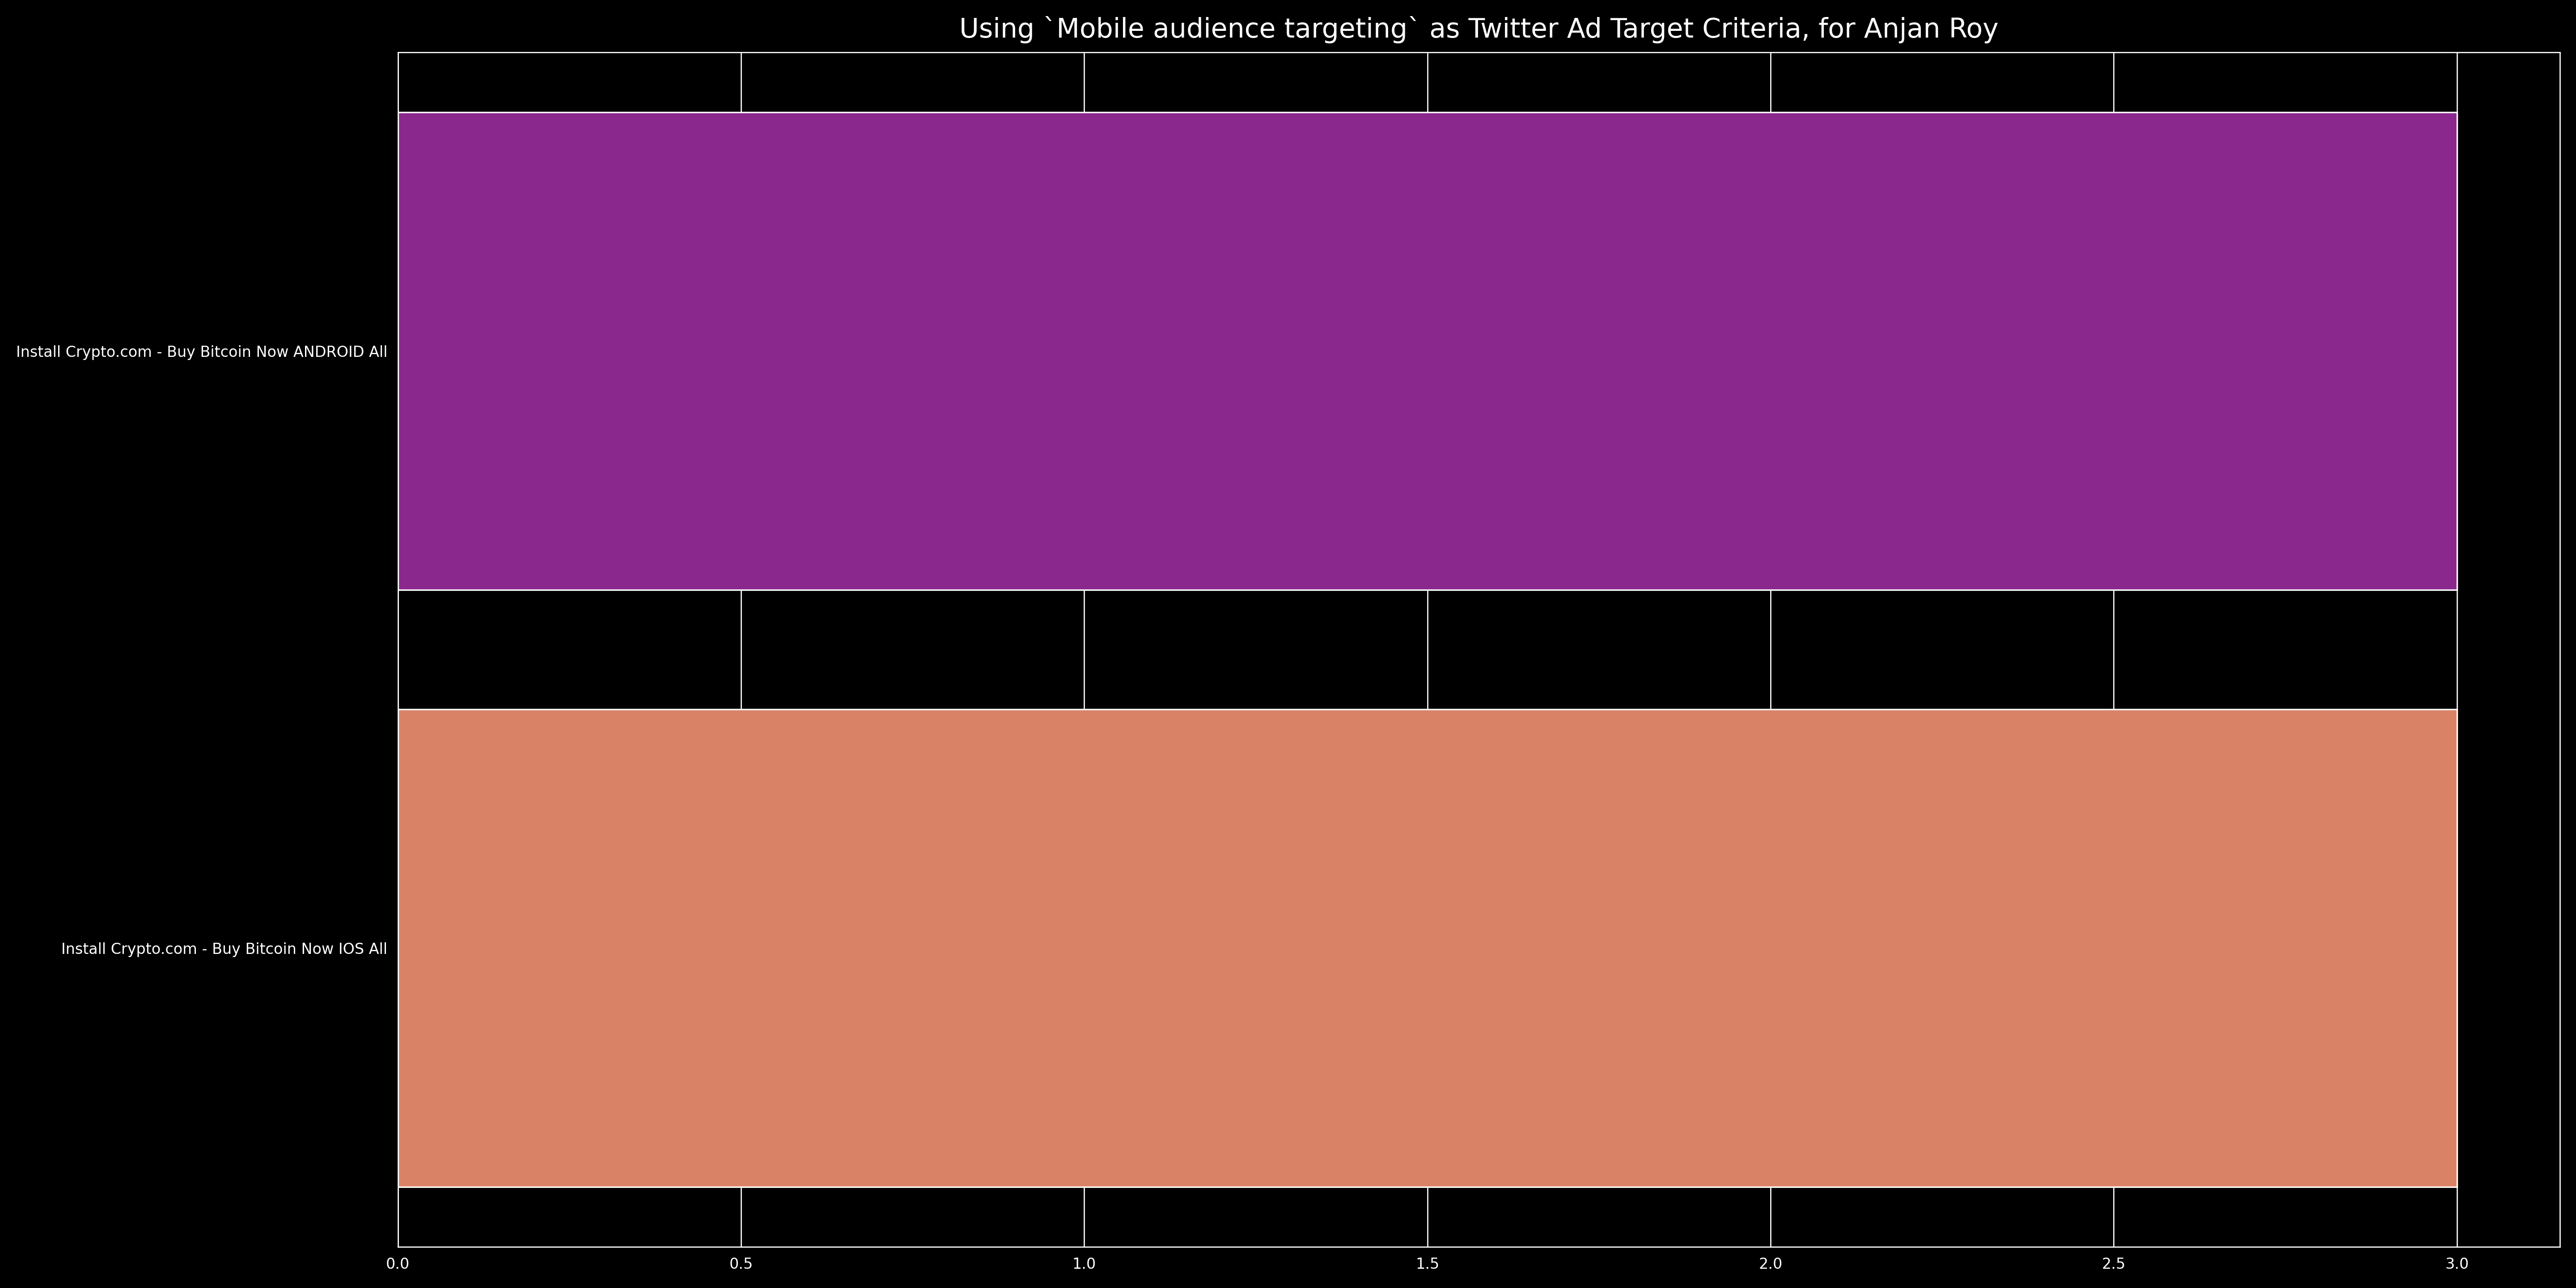 Using `Mobile audience targeting` as Twitter Ad Target Criteria, for Anjan Roy
Install Crypto.com - Buy Bitcoin Now ANDROID All
Install Crypto.com - Buy Bitcoin Now IOS All
0.0 0.5 1.0 1.5 2.0 2.5 3.0